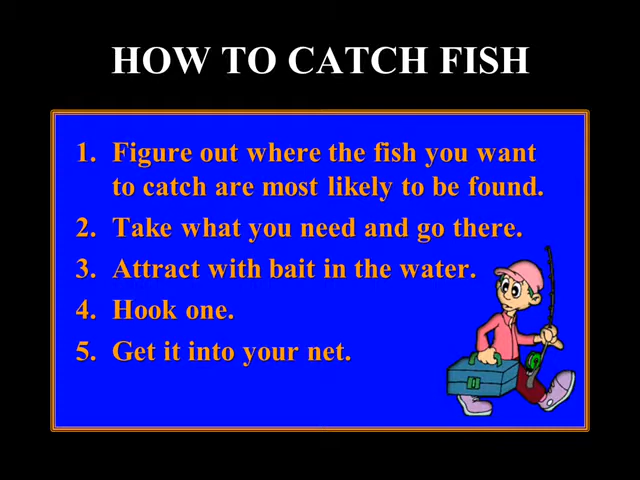 HOW TO CATCH FISH
1. Figure out where the fish you want
to catch are most likely to be found.
2. Take what you need and go there.
3. Attract with bait in the water.
4. Hook one.
5. Get it into your net.